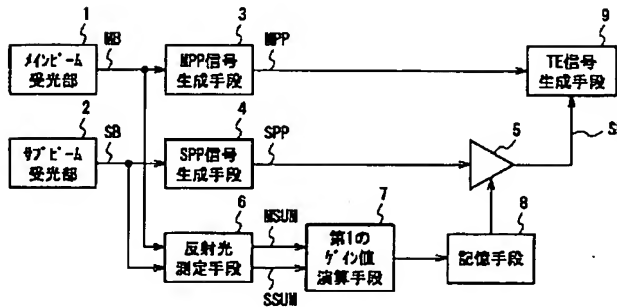 1
メインビーム
受光部
MB
3
MPP信号
生成手段
MPP
9
TE信号
生成手段
2
サブビーム
受光部
SB
4
SPP信号
生成手段
SPP
5
S
6
反射光
測定手段
MSUM
SSUM
7
第1の
ゲイン値
演算手段
8
記憶手段